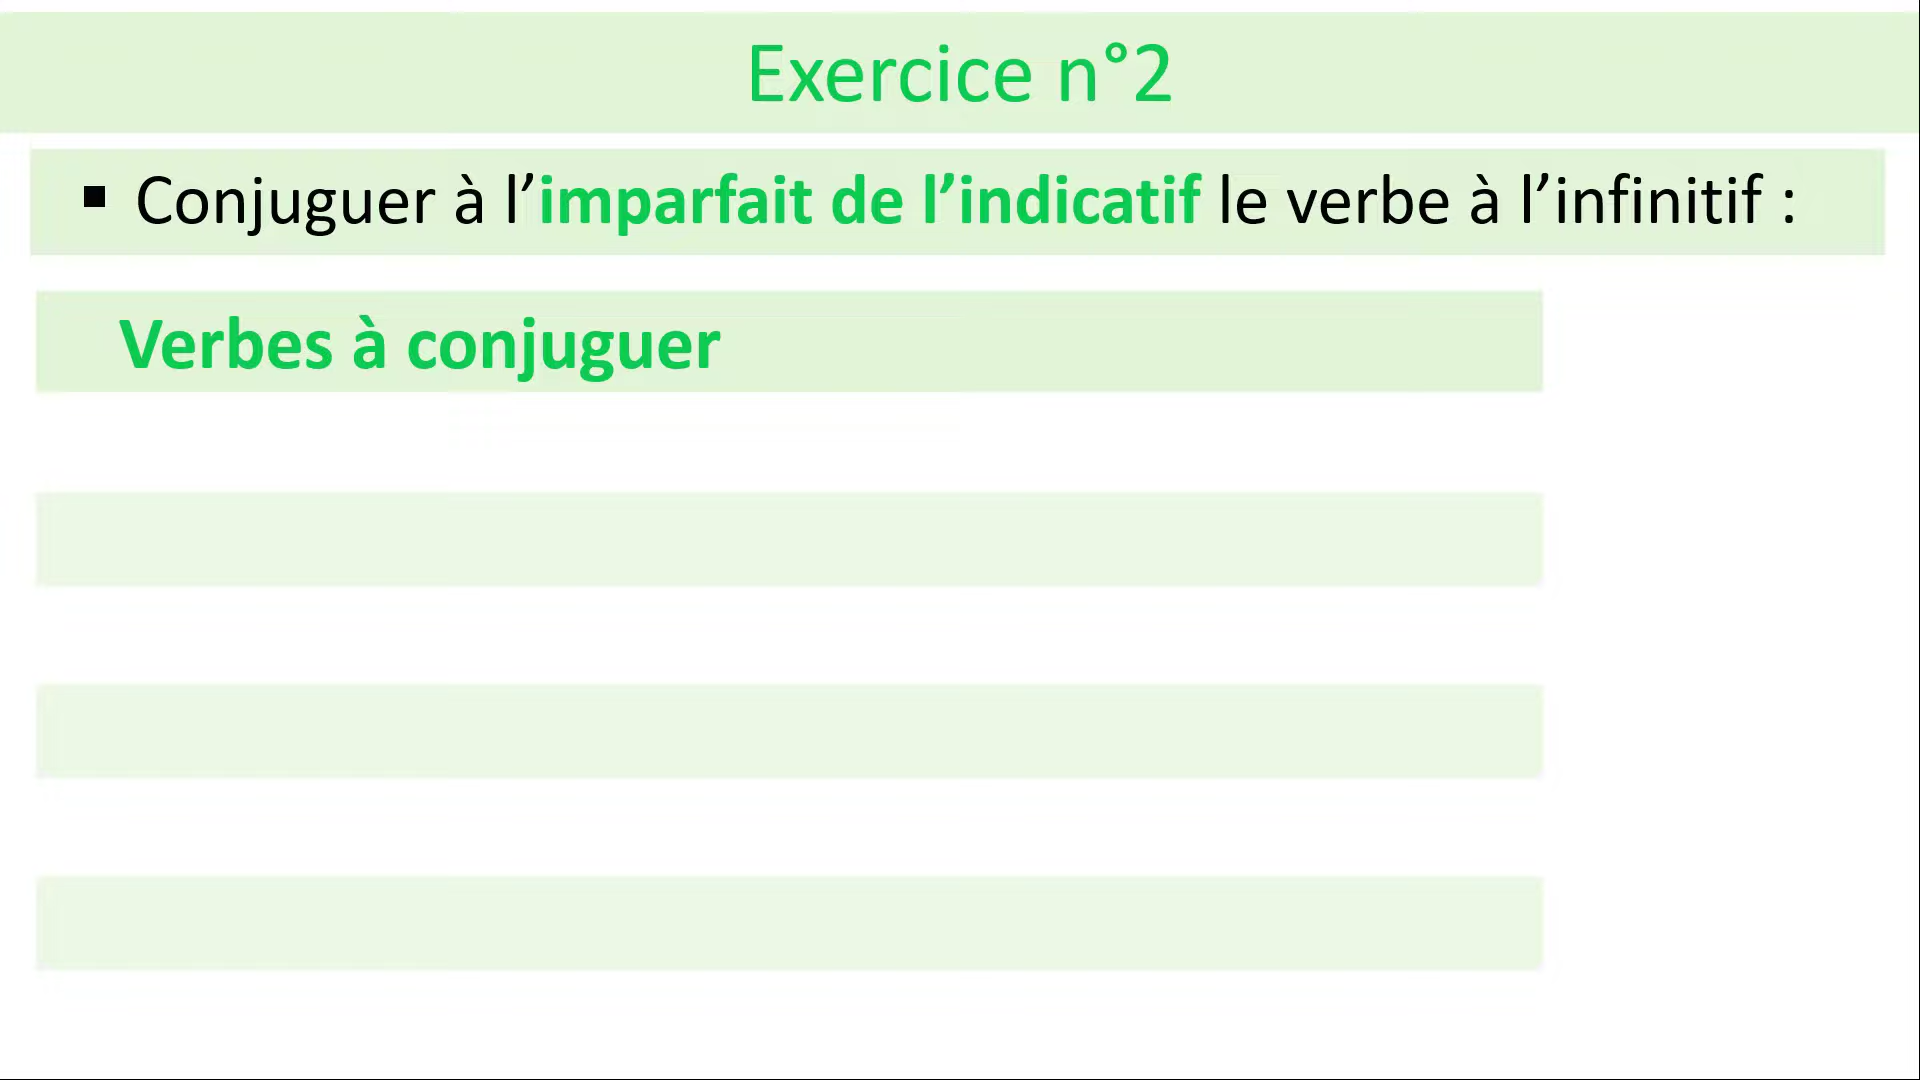 Exercice n°2
▪ Conjuguer à l’imparfait de l’indicatif le verbe à l’infinitif :
Verbes à conjuguer